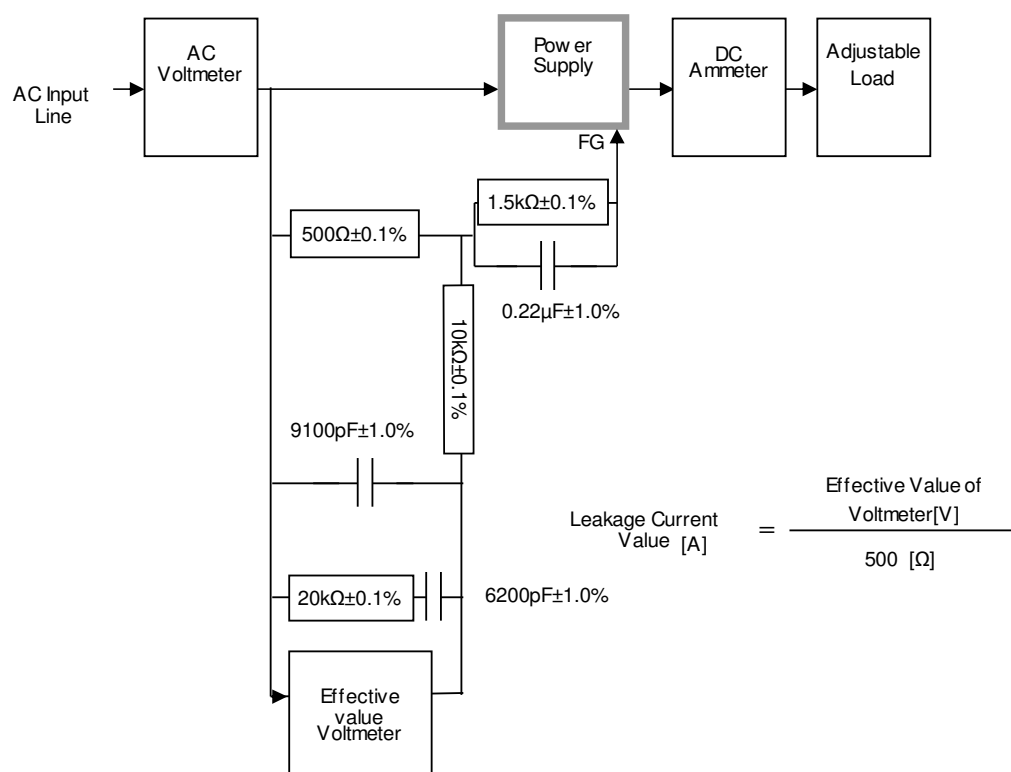 AC Input
Line
AC
Voltmeter
Power
Supply
DC
Ammeter
Adjustable
Load
FG
1.5kΩ±0.1%
500Ω±0.1%
0.22µF±1.0%
10kΩ±0.1%
9100pF±1.0%
20kΩ±0.1%
6200pF±1.0%
Effective
value
Voltmeter
Leakage Current
Value [A]
=
Effective Value of
Voltmeter[V]
500 [Ω]